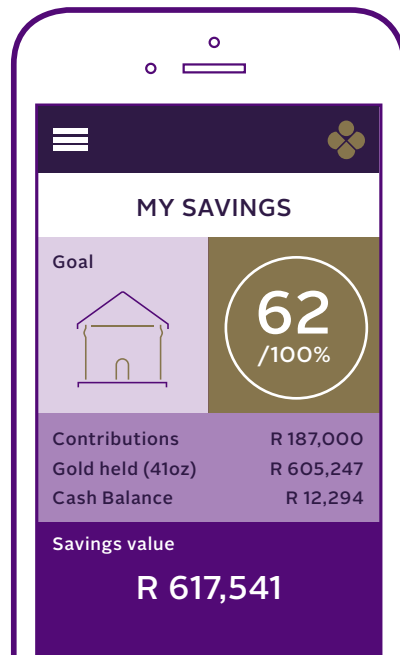 MY SAVINGS
Goal
62
/100%
Contributions R 187,000
Gold held (41oz) R 605,247
Cash Balance R 12,294
Savings value
R 617,541